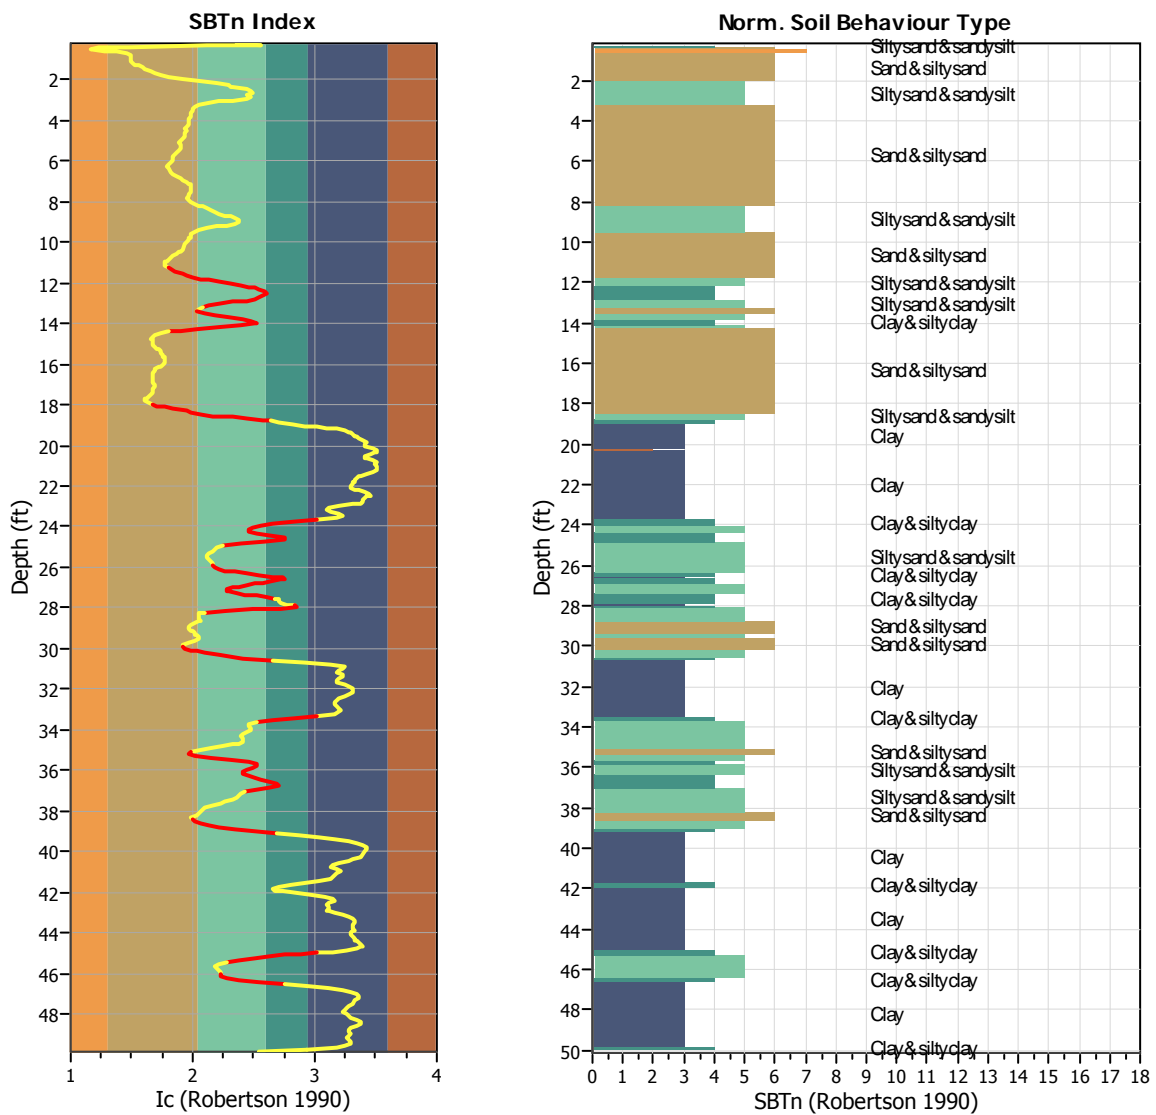 SBTn Index
Depth (ft)
2
4
6
8
10
12
14
16
18
20
22
24
26
28
30
32
34
36
38
40
42
44
46
48
1 2 3 4
Ic (Robertson 1990)
Norm. Soil Behaviour Type
Depth (ft)
2
4
6
8
10
12
14
16
18
20
22
24
26
28
30
32
34
36
38
40
42
44
46
48
50
Silty sand & sandy silt
Sand & silty sand
Silty sand & sandy silt
Sand & silty sand
Silty sand & sandy silt
Sand & silty sand
Silty sand & sandy silt
Silty sand & sandy silt
Clay & silty clay
Sand & silty sand
Silty sand & sandy silt
Clay
Clay
Clay & silty clay
Silty sand & sandy silt
Clay & silty clay
Clay & silty clay
Sand & silty sand
Sand & silty sand
Clay
Clay & silty clay
Sand & silty sand
Silty sand & sandy silt
Silty sand & sandy silt
Sand & silty sand
Clay
Clay & silty clay
Clay
Clay & silty clay
Clay & silty clay
Clay
Clay & silty clay
0 1 2 3 4 5 6 7 8 9 10 11 12 13 14 15 16 17 18
SBTn (Robertson 1990)